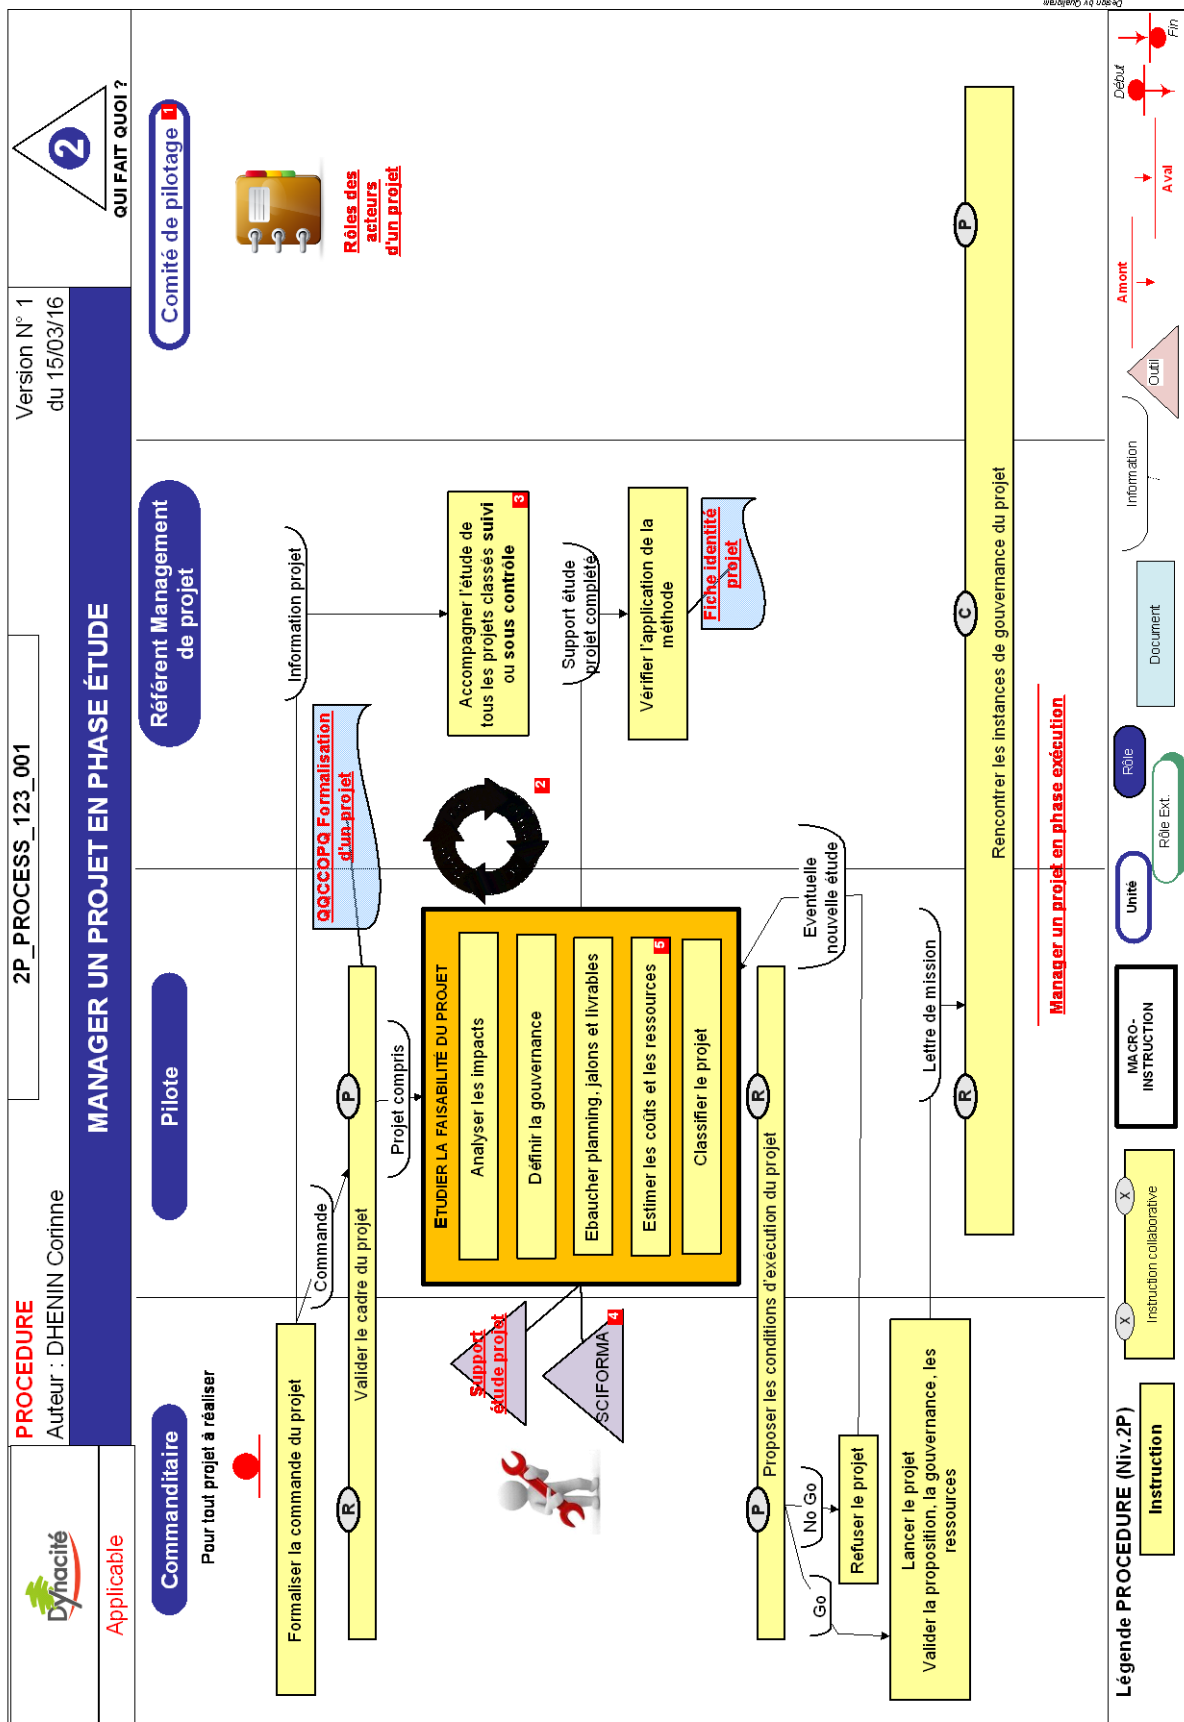 Dynacité
Applicable
PROCEDURE
2P_PROCESS_123_001
Auteur : DHENIN Corinne
Version N° 1
du 15/03/16
MANAGER UN PROJET EN PHASE ÉTUDE
2
QUI FAIT QUOI ?
Commanditaire
Pilote
Référent Management
de projet
Comité de pilotage
1
Pour tout projet à réaliser
Rôles des
acteurs
d'un projet
Formaliser la commande du projet
Commande
Information projet
QQCCOPQ Formalisation
d'un projet
R
Valider le cadre du projet
P
Projet compris
ETUDIER LA FAISABILITÉ DU PROJET
Analyser les impacts
Définir la gouvernance
Ebaucher planning, jalons et livrables
Estimer les coûts et les ressources
5
Classifier le projet
2
Support
étude projet
SCIFORMA
4
Accompagner l'étude de
tous les projets classés suivi
ou sous contrôle
3
Support étude
projet complété
Vérifier l'application de la
méthode
Fiche identité
projet
P
Proposer les conditions d'exécution du projet
R
Eventuelle
nouvelle étude
Go
No Go
Refuser le projet
Lancer le projet
Valider la proposition, la gouvernance, les
ressources
Lettre de mission
R
C
P
Rencontrer les instances de gouvernance du projet
Manager un projet en phase exécution
Légende PROCEDURE (Niv.2P)
Instruction
X
X
Instruction collaborative
MACRO-
INSTRUCTION
Unité
Rôle
Rôle Ext.
Document
Information
Outil
Amont
Aval
Début
Fin
Design by Qualigram